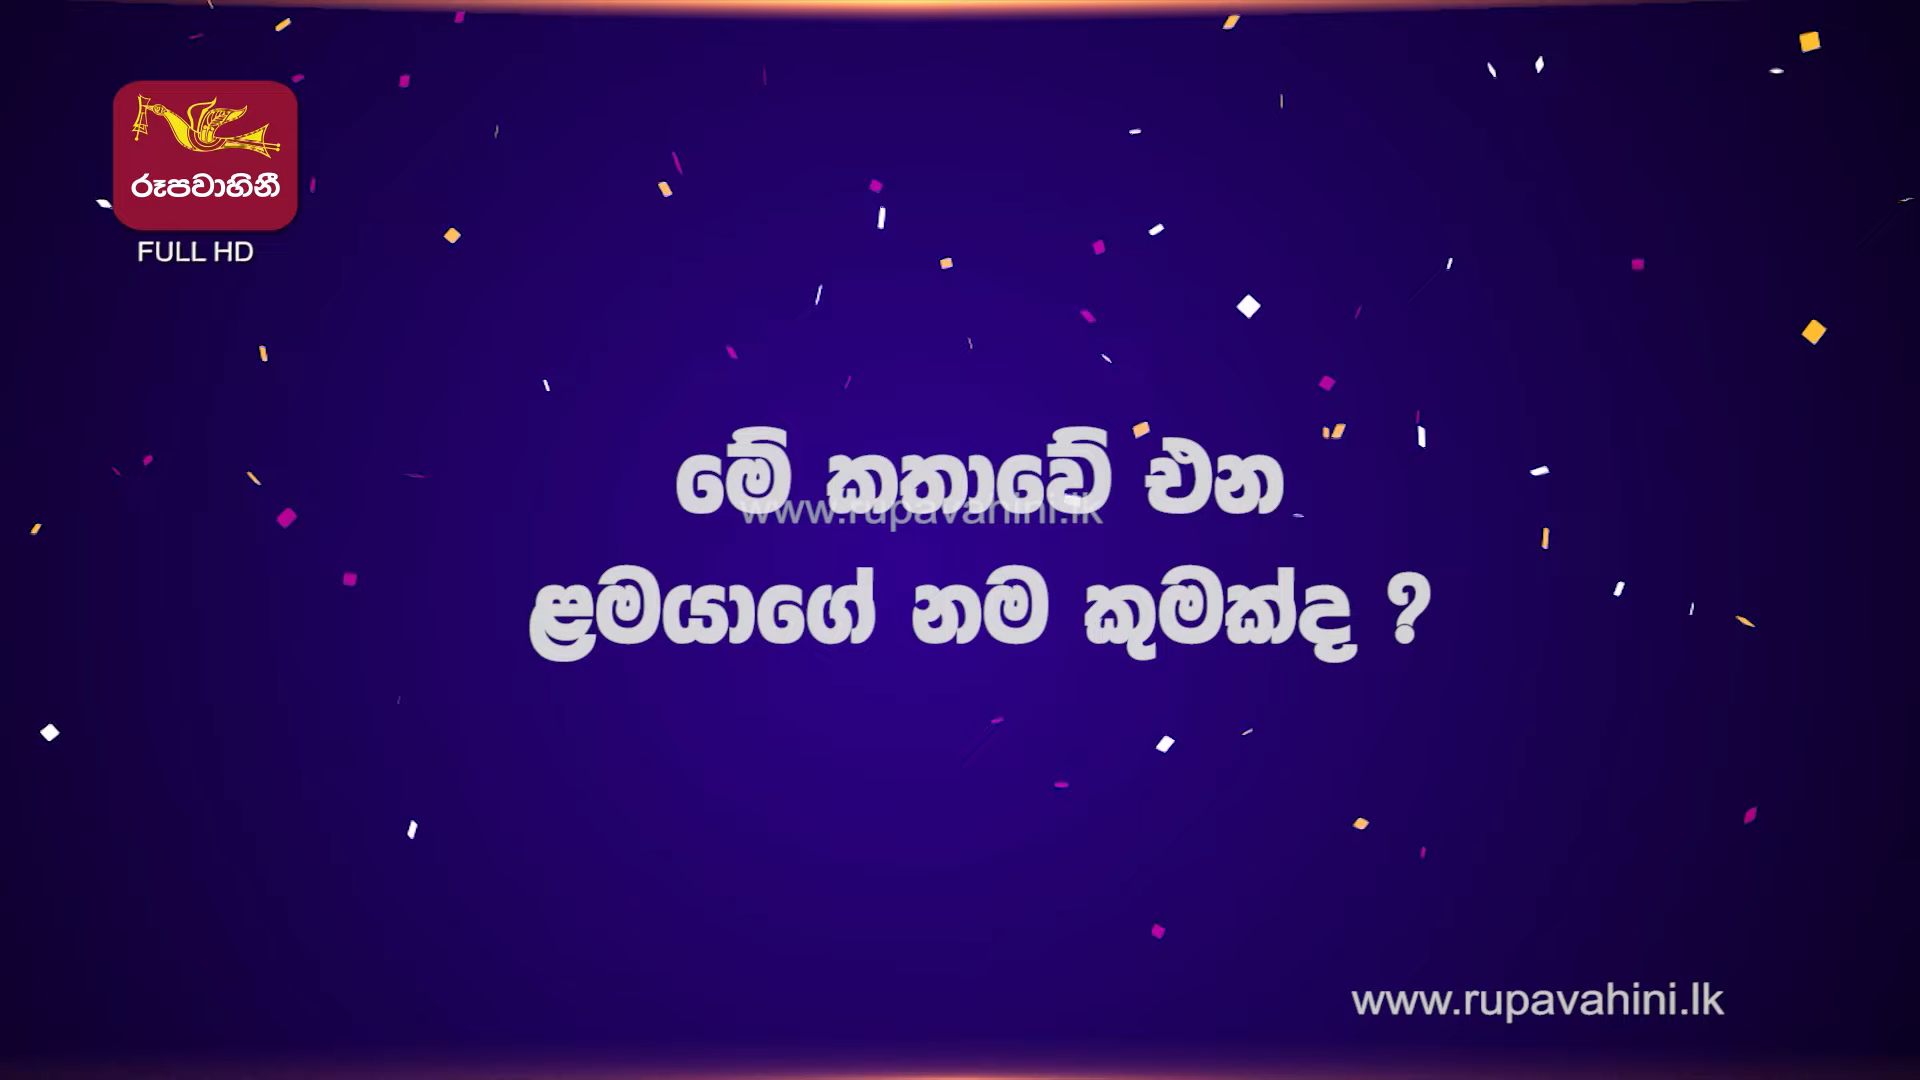 රූපවාහිනී
FULL HD
මේ කතාවේ එන
www.rupavahini.lk
ළමයාගේ නම කුමක්ද ?
www.rupavahini.lk